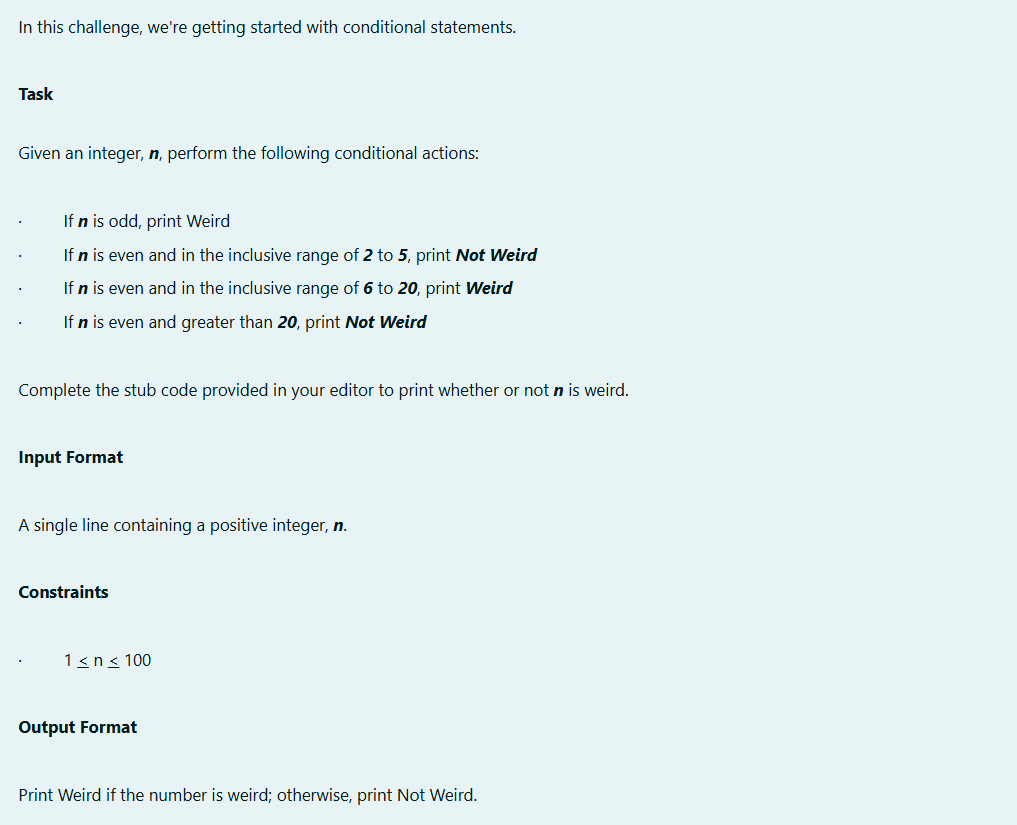 In this challenge, we're getting started with conditional statements.
Task
Given an integer, n, perform the following conditional actions:
· If n is odd, print Weird
· If n is even and in the inclusive range of 2 to 5, print Not Weird
· If n is even and in the inclusive range of 6 to 20, print Weird
· If n is even and greater than 20, print Not Weird
Complete the stub code provided in your editor to print whether or not n is weird.
Input Format
A single line containing a positive integer, n.
Constraints
· 1 < n < 100
Output Format
Print Weird if the number is weird; otherwise, print Not Weird.